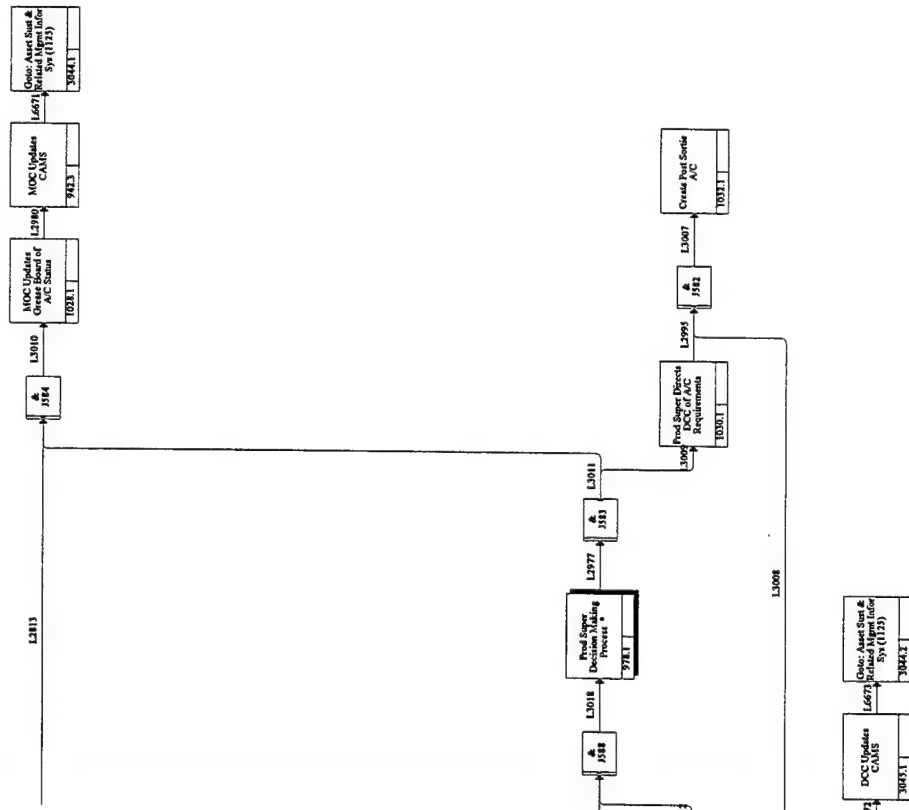 Goto: Asset Sust &
Related Mgmt Infor
Sys (1125)
3044.1
L6671
MOC Updates
CAMS
942.3
L2980
MOC Updates
Grease Board of
A/C Status
1028.1
L3010
&
J584
L2813
Create Post Sortie
A/C
1032.1
L3007
&
J582
L2995
Prod Super Directs
DCC of A/C
Requirements
1030.1
L3009
L3011
&
J583
L2977
Prod Super
Decision Making
Process *
978.1
L3018
&
J588
L3008
Goto: Asset Sust &
Related Mgmt Infor
Sys (1125)
3044.2
L6673
DCC Updates
CAMS
3045.1